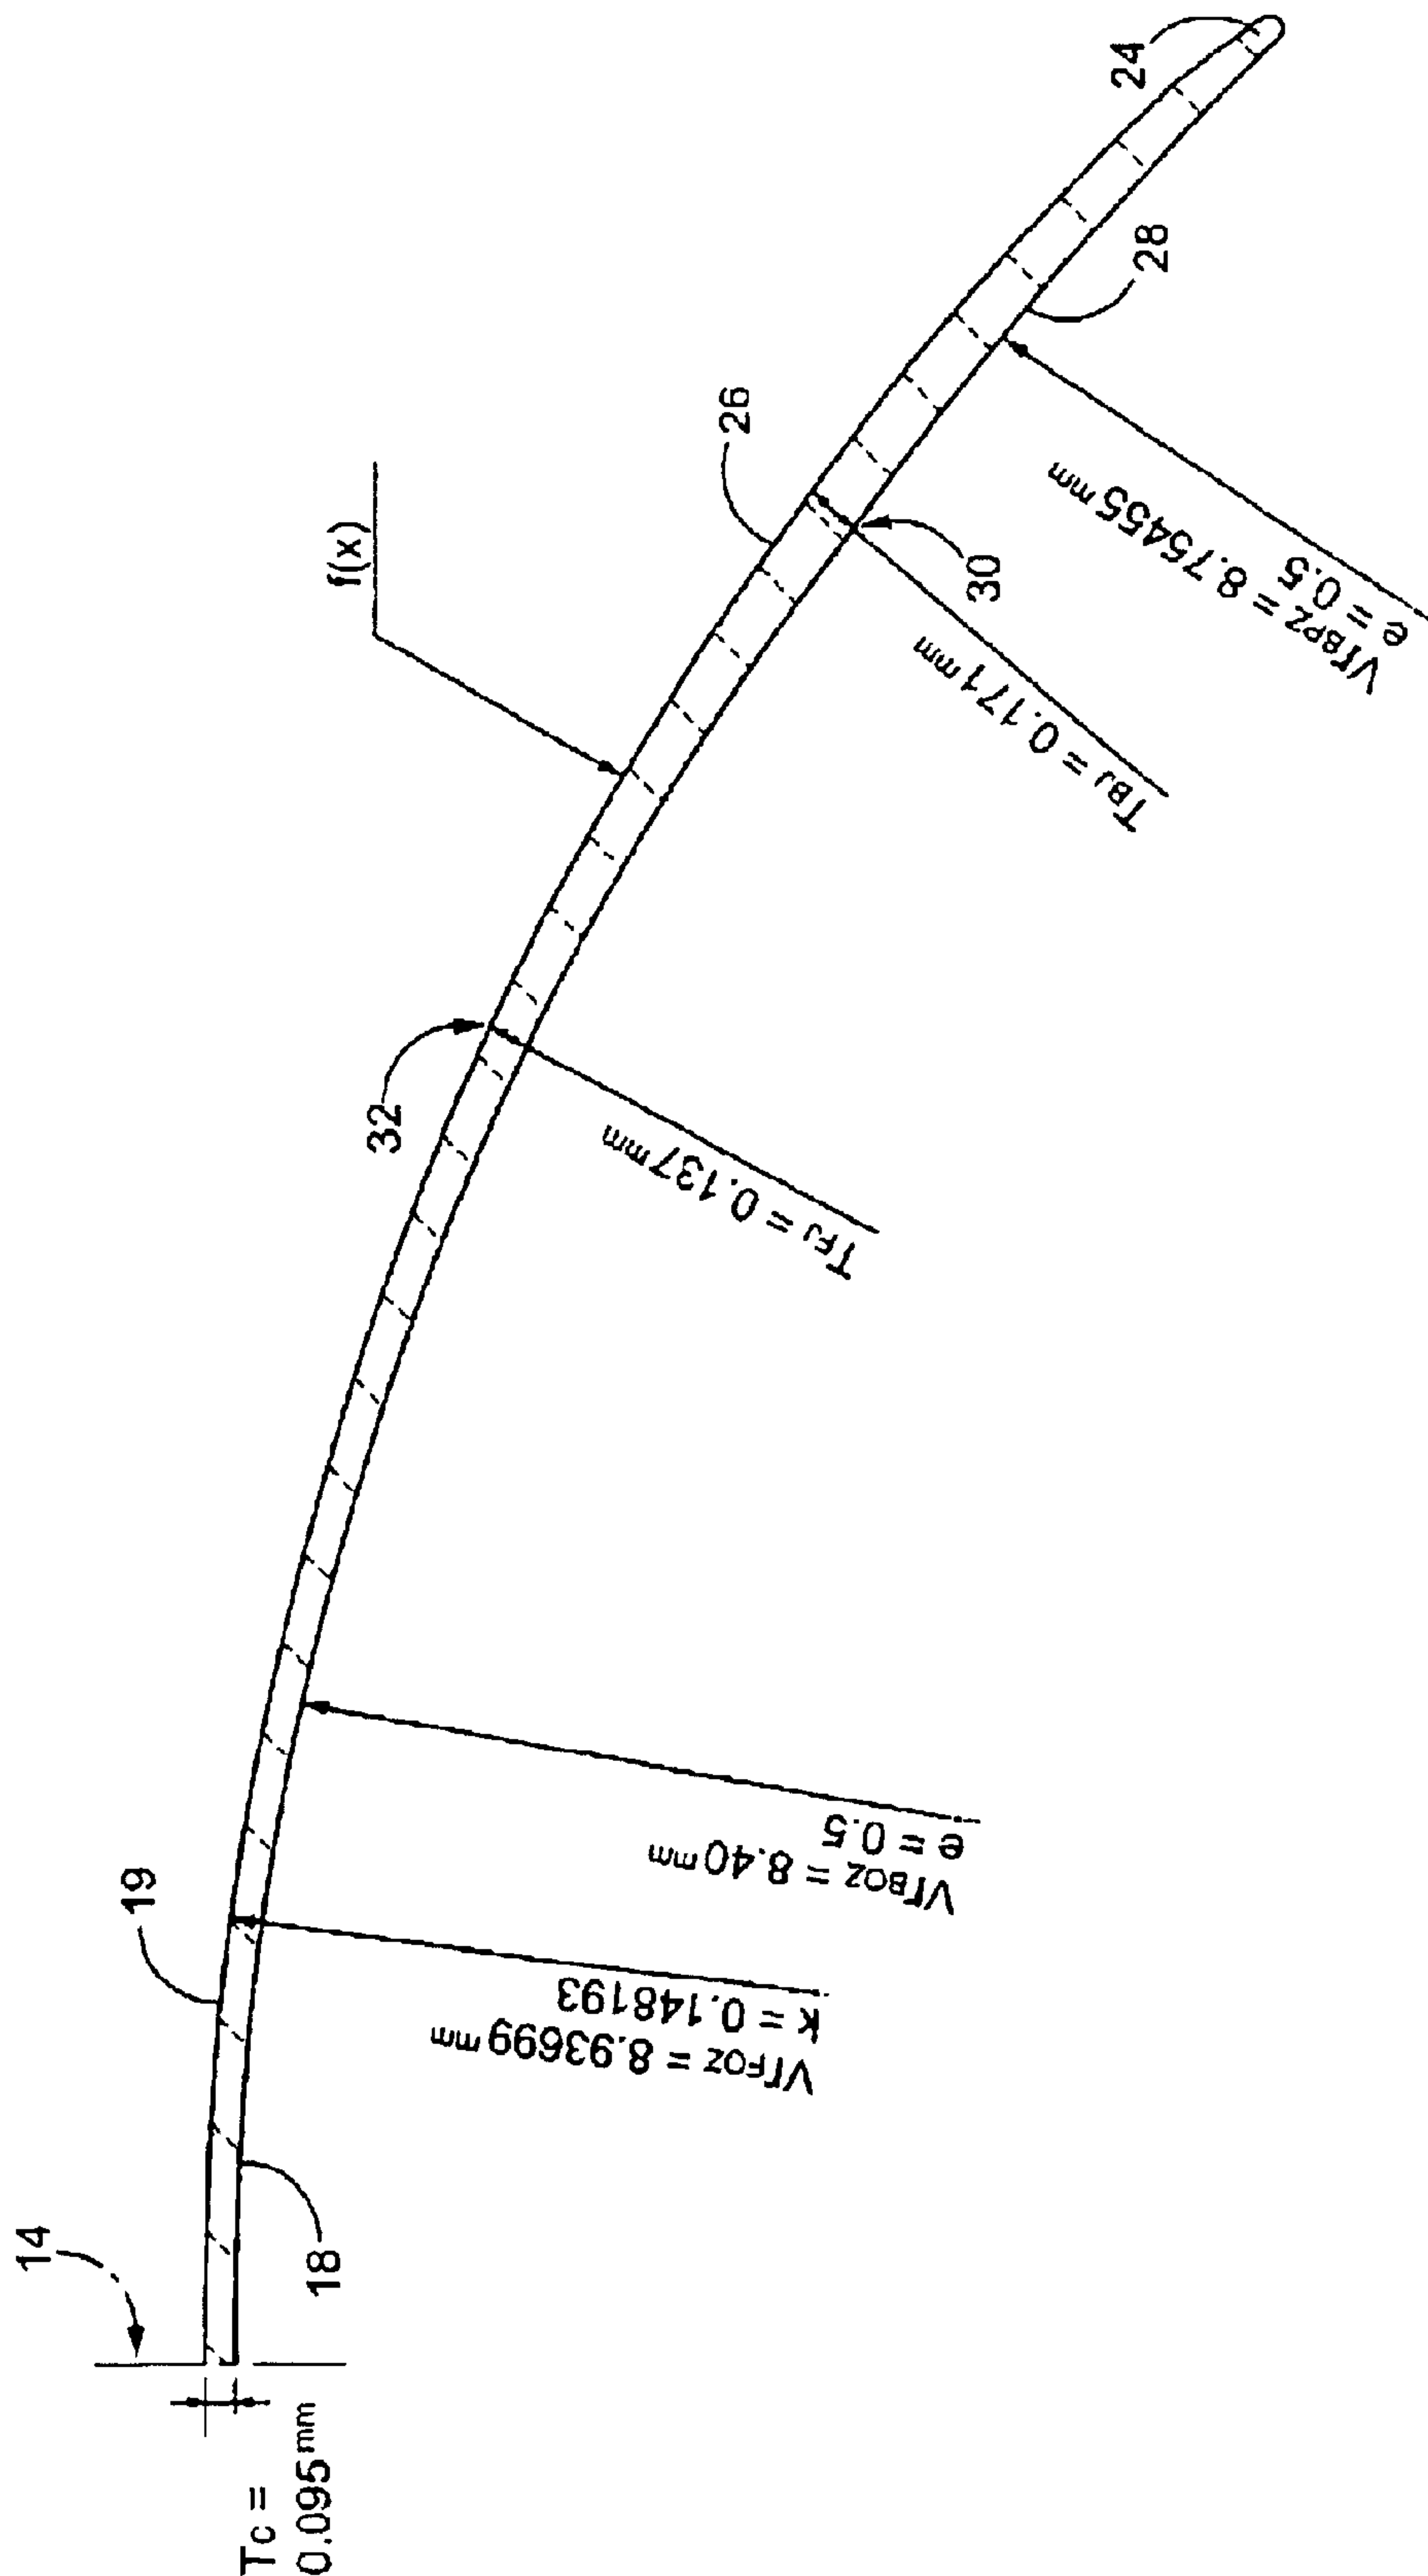 14
T_C =
0.095 mm
18
19
Vr_FOZ = 8.93699 mm
k = 0.148193
Vr_BOZ = 8.40 mm
e = 0.5
32
T_FJ = 0.137 mm
f(x)
26
T_BJ = 0.171 mm
30
Vr_BPZ = 8.75455 mm
e = 0.5
28
24